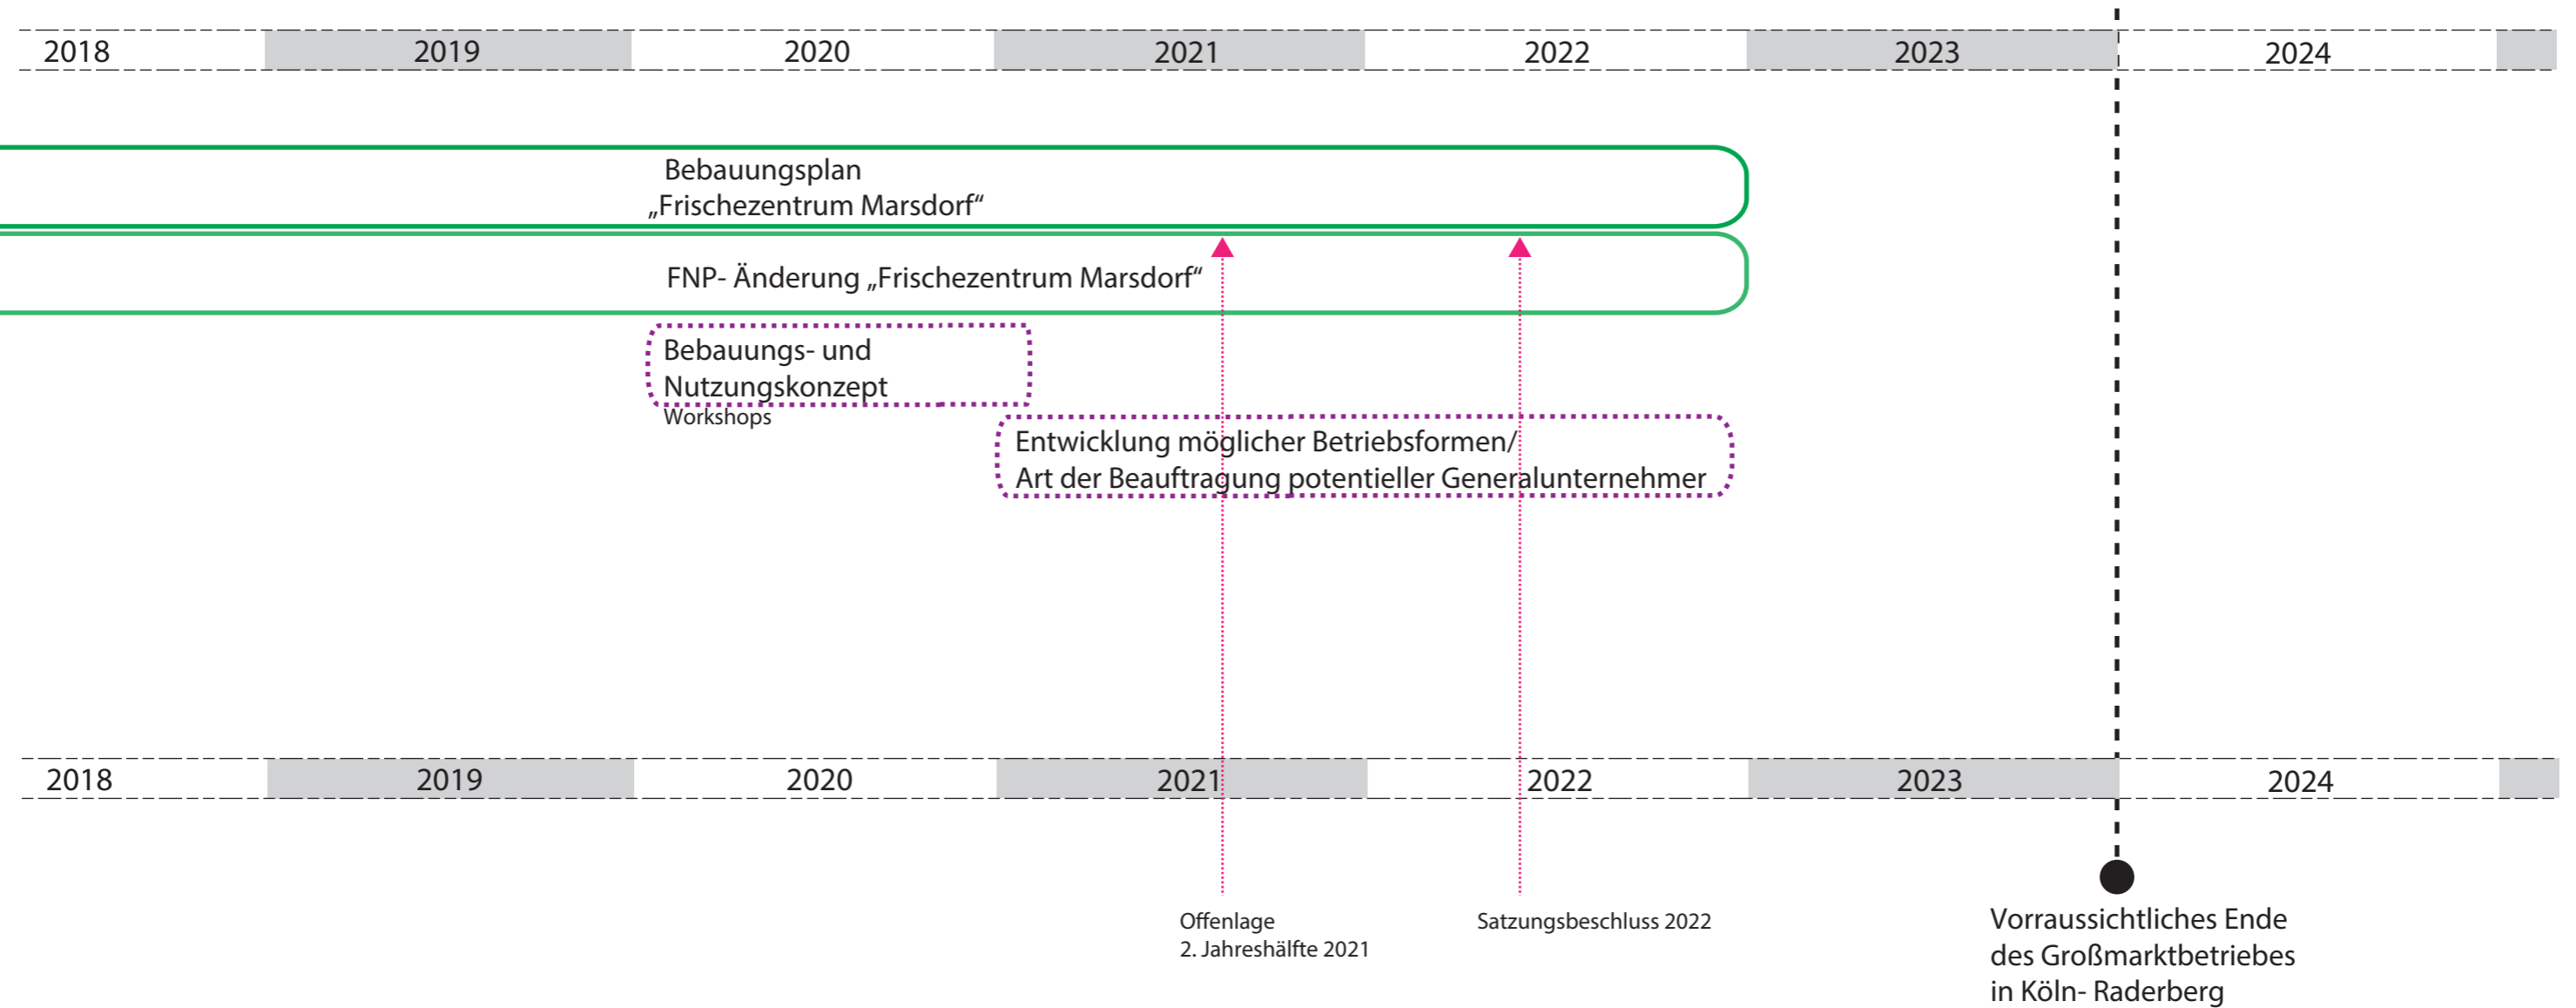 2018 2019 2020 2021 2022 2023 2024
Bebauungsplan
„Frischezentrum Marsdorf“
FNP- Änderung „Frischezentrum Marsdorf“
Bebauungs- und
Nutzungskonzept
Workshops
Entwicklung möglicher Betriebsformen/
Art der Beauftragung potentieller Generalunternehmer
2018 2019 2020 2021 2022 2023 2024
Offenlage
2. Jahreshälfte 2021
Satzungsbeschluss 2022
Vorraussichtliches Ende
des Großmarktbetriebes
in Köln- Raderberg